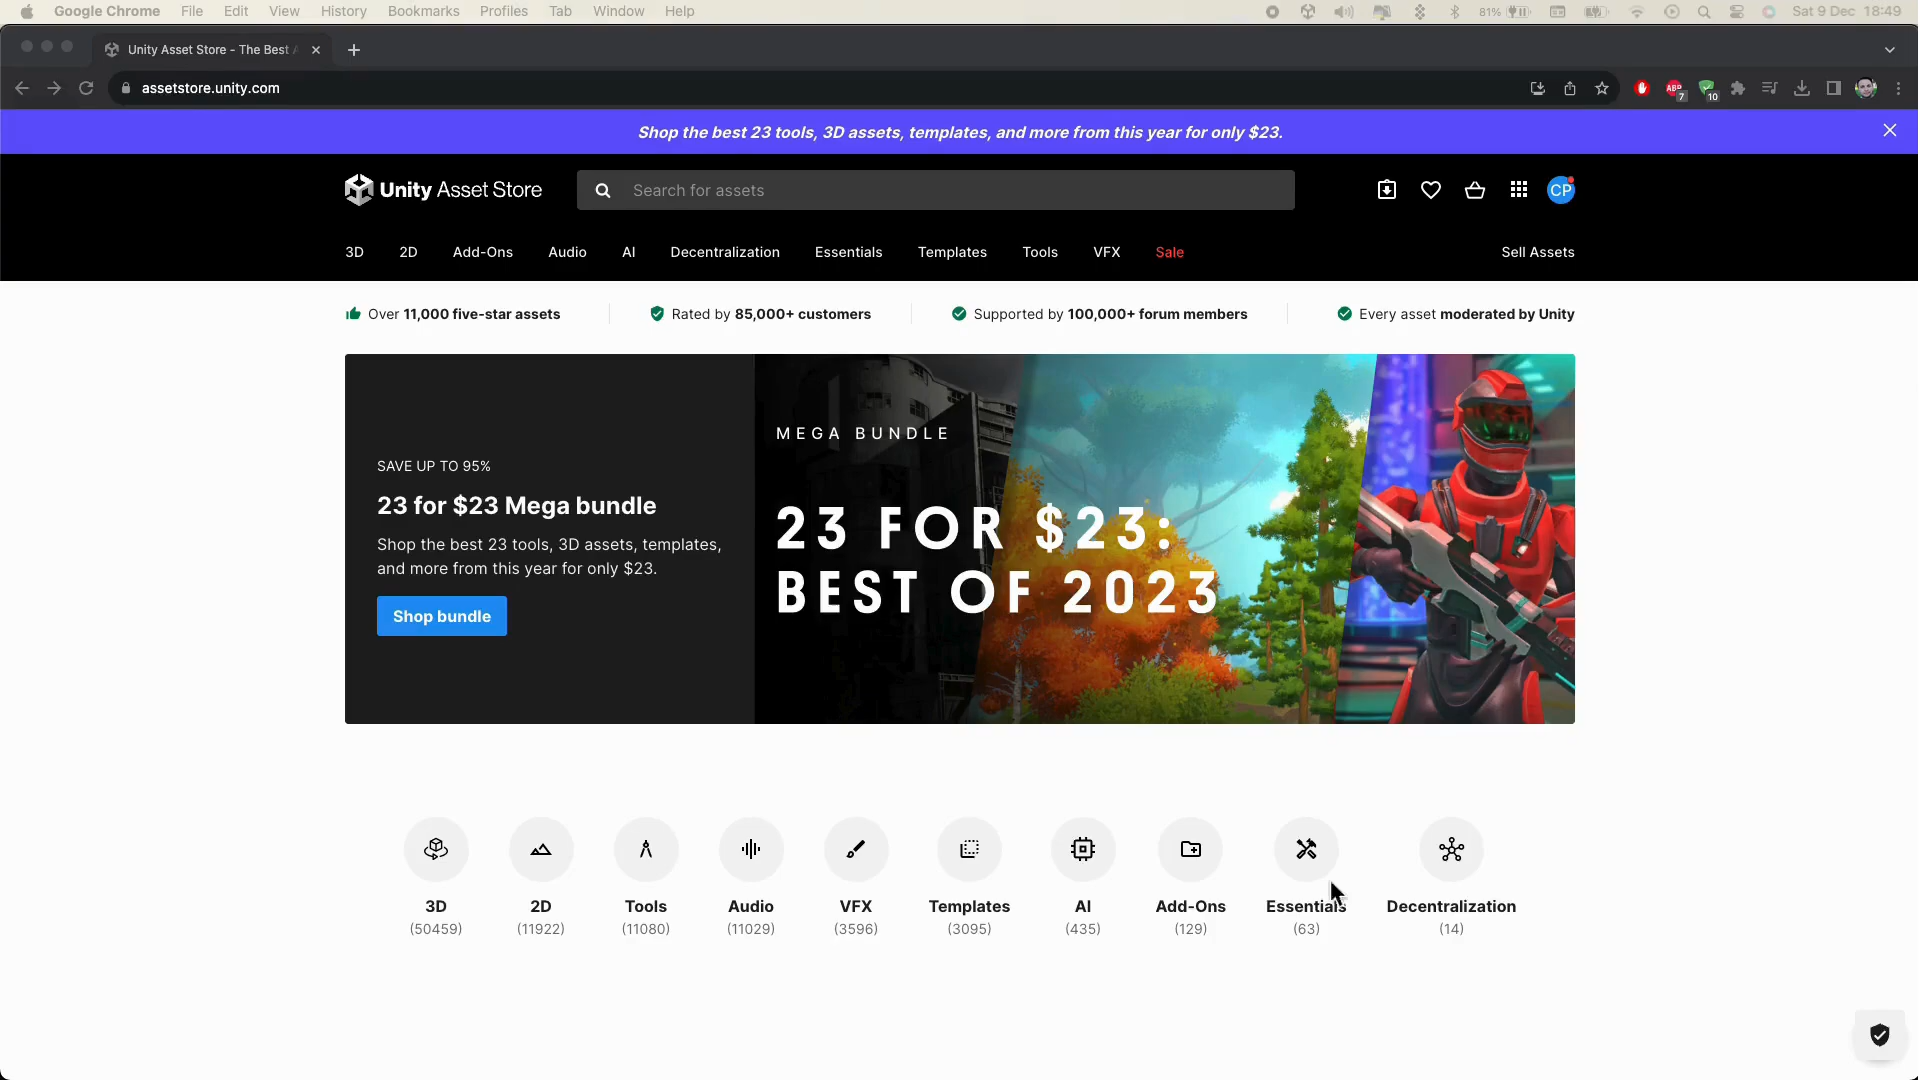 Google Chrome File Edit View History Bookmarks Profiles Tab Window Help 81% Sat 9 Dec 18:49
Unity Asset Store - The Best A
assetstore.unity.com
ABP 7 10
Shop the best 23 tools, 3D assets, templates, and more from this year for only $23.
Unity Asset Store Search for assets CP
3D 2D Add-Ons Audio AI Decentralization Essentials Templates Tools VFX Sale Sell Assets
Over 11,000 five-star assets Rated by 85,000+ customers Supported by 100,000+ forum members Every asset moderated by Unity
SAVE UP TO 95%
23 for $23 Mega bundle
Shop the best 23 tools, 3D assets, templates,
and more from this year for only $23.
Shop bundle
MEGA BUNDLE
23 FOR $23:
BEST OF 2023
3D 2D Tools Audio VFX Templates AI Add-Ons Essentials Decentralization
(50459) (11922) (11080) (11029) (3596) (3095) (435) (129) (63) (14)